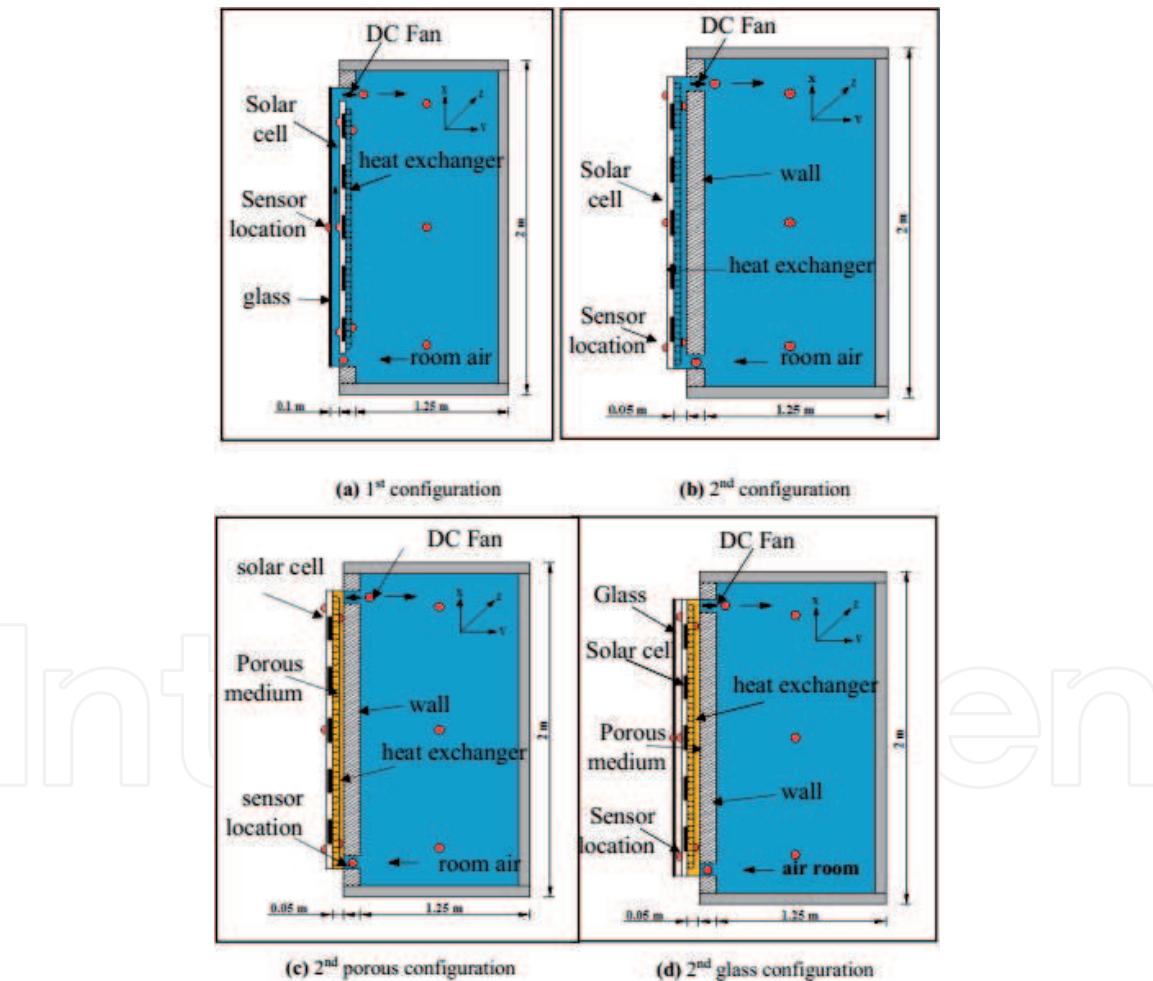 DC Fan
Solar
cell
heat exchanger
Sensor
location
glass
room air
x
z
y
2 m
0.1 m
1.25 m
(a) 1st configuration
DC Fan
Solar
cell
wall
heat exchanger
Sensor
location
room air
x
z
y
2 m
0.05 m
1.25 m
(b) 2nd configuration
DC Fan
solar cell
Porous
medium
wall
heat exchanger
sensor
location
room air
x
z
y
2 m
0.05 m
1.25 m
(c) 2nd porous configuration
DC Fan
Glass
Solar cell
heat exchanger
Porous
medium
wall
Sensor
location
air room
x
z
y
2 m
0.05 m
1.25 m
(d) 2nd glass configuration
Inten